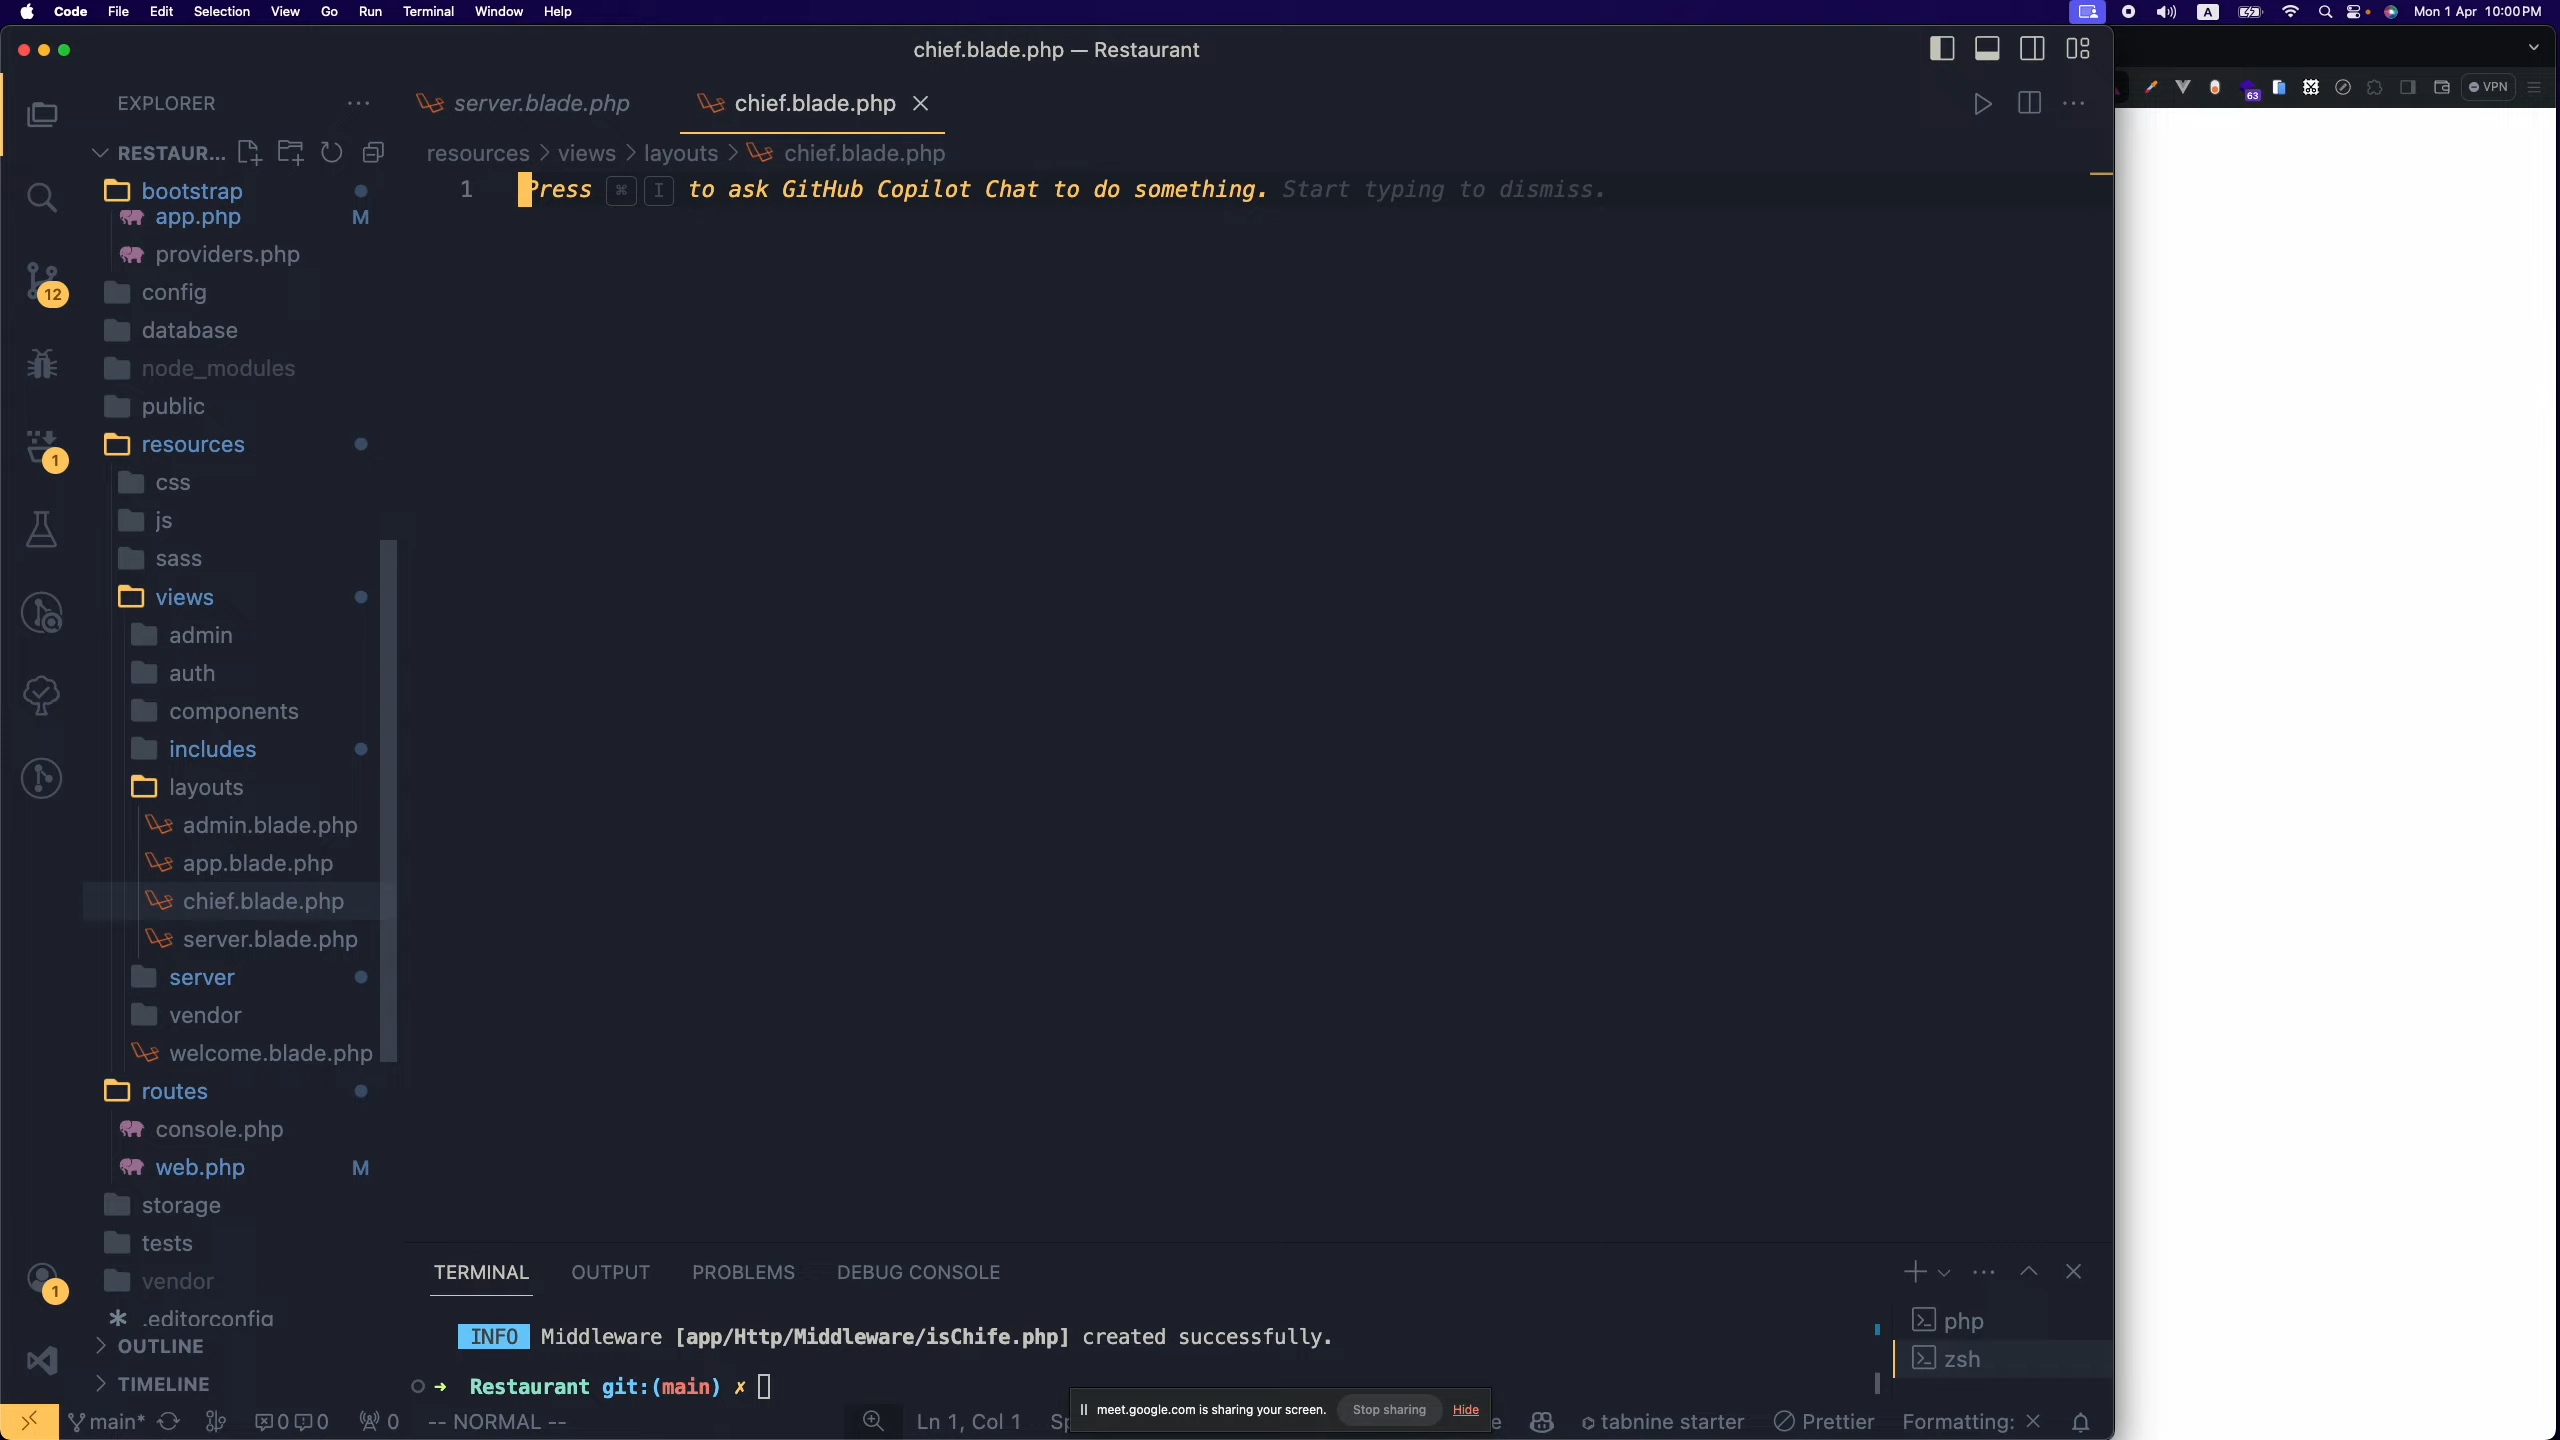 Code File Edit Selection View Go Run Terminal Window Help
A
Mon 1 Apr 10:00 PM
chief.blade.php — Restaurant
63
VPN
EXPLORER
server.blade.php
chief.blade.php
RESTAUR...
resources > views > layouts > chief.blade.php
1
Press ⌘ I to ask GitHub Copilot Chat to do something. Start typing to dismiss.
bootstrap
app.php M
providers.php
config
12
database
node_modules
public
resources
1
css
js
sass
views
admin
auth
components
includes
layouts
admin.blade.php
app.blade.php
chief.blade.php
server.blade.php
server
vendor
welcome.blade.php
routes
console.php
web.php M
storage
tests
vendor
1
.editorconfig
OUTLINE
TIMELINE
TERMINAL OUTPUT PROBLEMS DEBUG CONSOLE
INFO Middleware [app/Http/Middleware/isChife.php] created successfully.
➜ Restaurant git:(main) ✗
php
zsh
meet.google.com is sharing your screen. Stop sharing Hide
main* 0 0 0 -- NORMAL -- Ln 1, Col 1 tabnine starter Prettier Formatting: ×